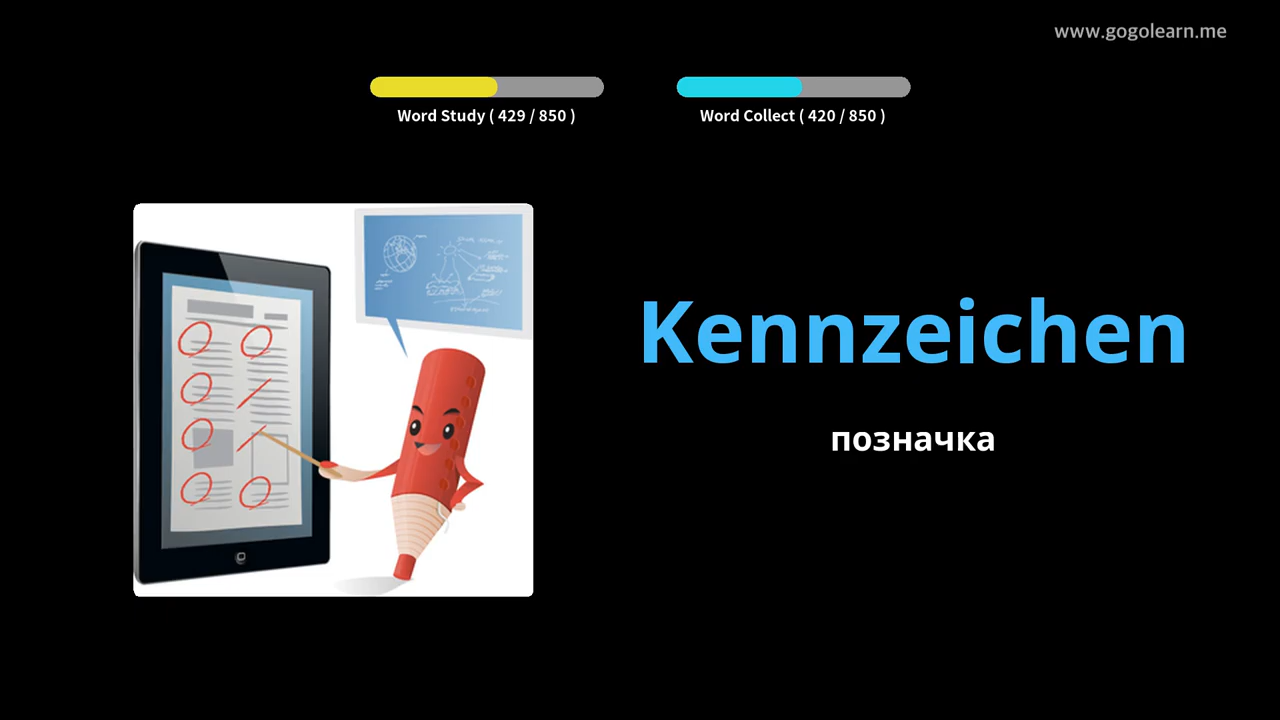 www.gogolearn.me
Word Study ( 429 / 850 )
Word Collect ( 420 / 850 )
Kennzeichen
позначка